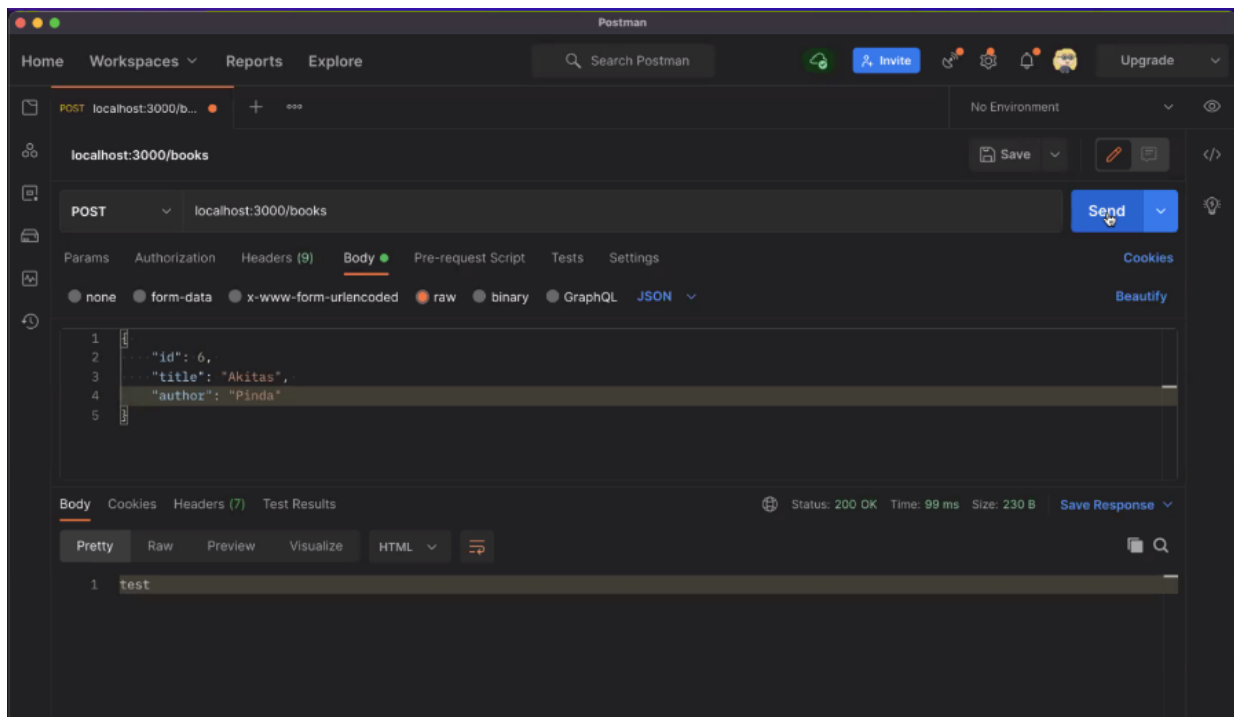 Postman
Home Workspaces Reports Explore Search Postman Invite Upgrade
POST localhost:3000/b... No Environment
localhost:3000/books Save
POST localhost:3000/books Send
Params Authorization Headers (9) Body Pre-request Script Tests Settings Cookies
none form-data x-www-form-urlencoded raw binary GraphQL JSON Beautify
1 {
2 "id": 6,
3 "title": "Akitas",
4 "author": "Pinda"
5 }
Body Cookies Headers (7) Test Results Status: 200 OK Time: 99 ms Size: 230 B Save Response
Pretty Raw Preview Visualize HTML
1 test